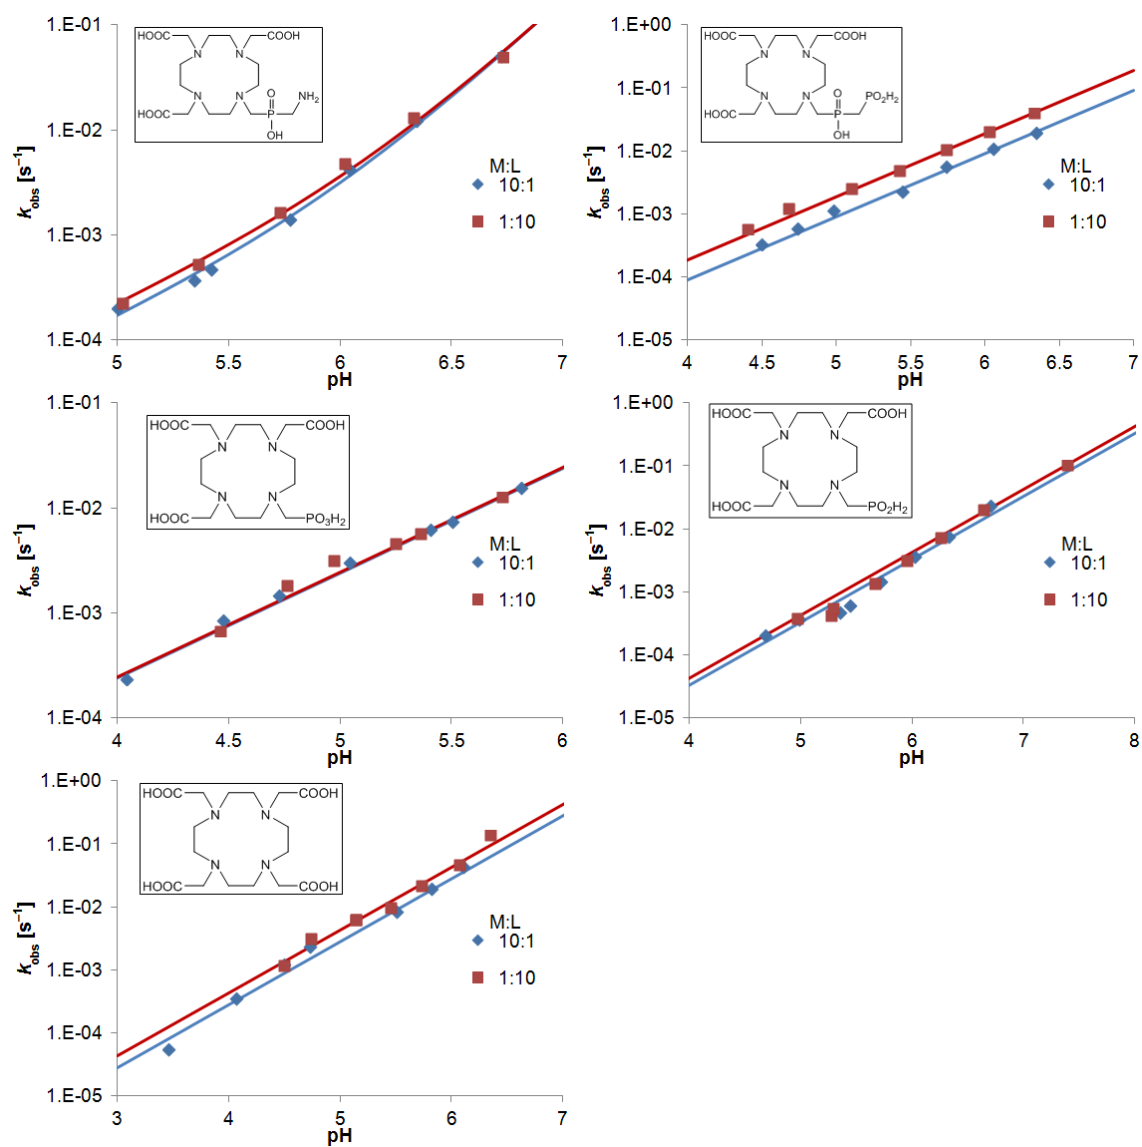 1.E-01
1.E-02
1.E-03
1.E-04
kobs [s−1]
5 5.5 6 6.5 7
pH
HOOC COOH
N N
N N
HOOC P NH2
O
OH
M:L
10:1
1:10
1.E+00
1.E-01
1.E-02
1.E-03
1.E-04
1.E-05
kobs [s−1]
4 4.5 5 5.5 6 6.5 7
pH
HOOC COOH
N N
N N
HOOC P PO2H2
O
OH
M:L
10:1
1:10
1.E-01
1.E-02
1.E-03
1.E-04
kobs [s−1]
4 4.5 5 5.5 6
pH
HOOC COOH
N N
N N
HOOC PO3H2
M:L
10:1
1:10
1.E+00
1.E-01
1.E-02
1.E-03
1.E-04
1.E-05
kobs [s−1]
4 5 6 7 8
pH
HOOC COOH
N N
N N
HOOC PO2H2
M:L
10:1
1:10
1.E+00
1.E-01
1.E-02
1.E-03
1.E-04
1.E-05
kobs [s−1]
3 4 5 6 7
pH
HOOC COOH
N N
N N
HOOC COOH
M:L
10:1
1:10